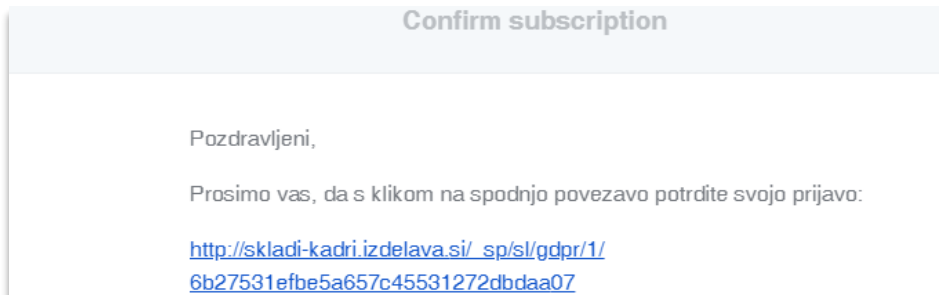 Confirm subscription
Pozdravljeni,
Prosimo vas, da s klikom na spodnjo povezavo potrdite svojo prijavo:
http://skladi-kadri.izdelava.si/_sp/sl/gdpr/1/
6b27531efbe5a657c45531272dbdaa07